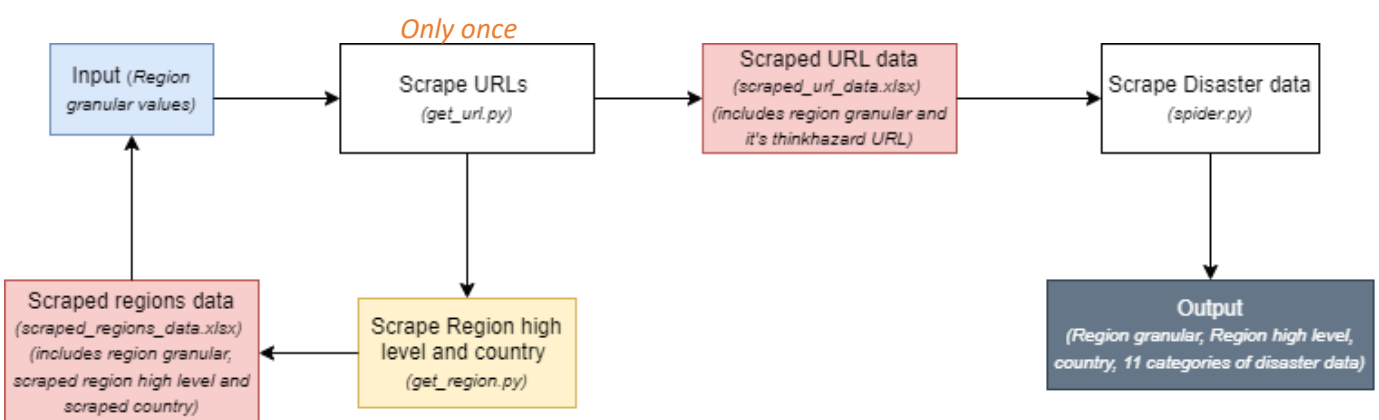 Only once
Input (Region
granular values)
Scrape URLs
(get_url.py)
Scraped URL data
(scraped_url_data.xlsx)
(includes region granular and
it's thinkhazard URL)
Scrape Disaster data
(spider.py)
Scraped regions data
(scraped_regions_data.xlsx)
(includes region granular,
scraped region high level and
scraped country)
Scrape Region high
level and country
(get_region.py)
Output
(Region granular, Region high level,
country, 11 categories of disaster data)